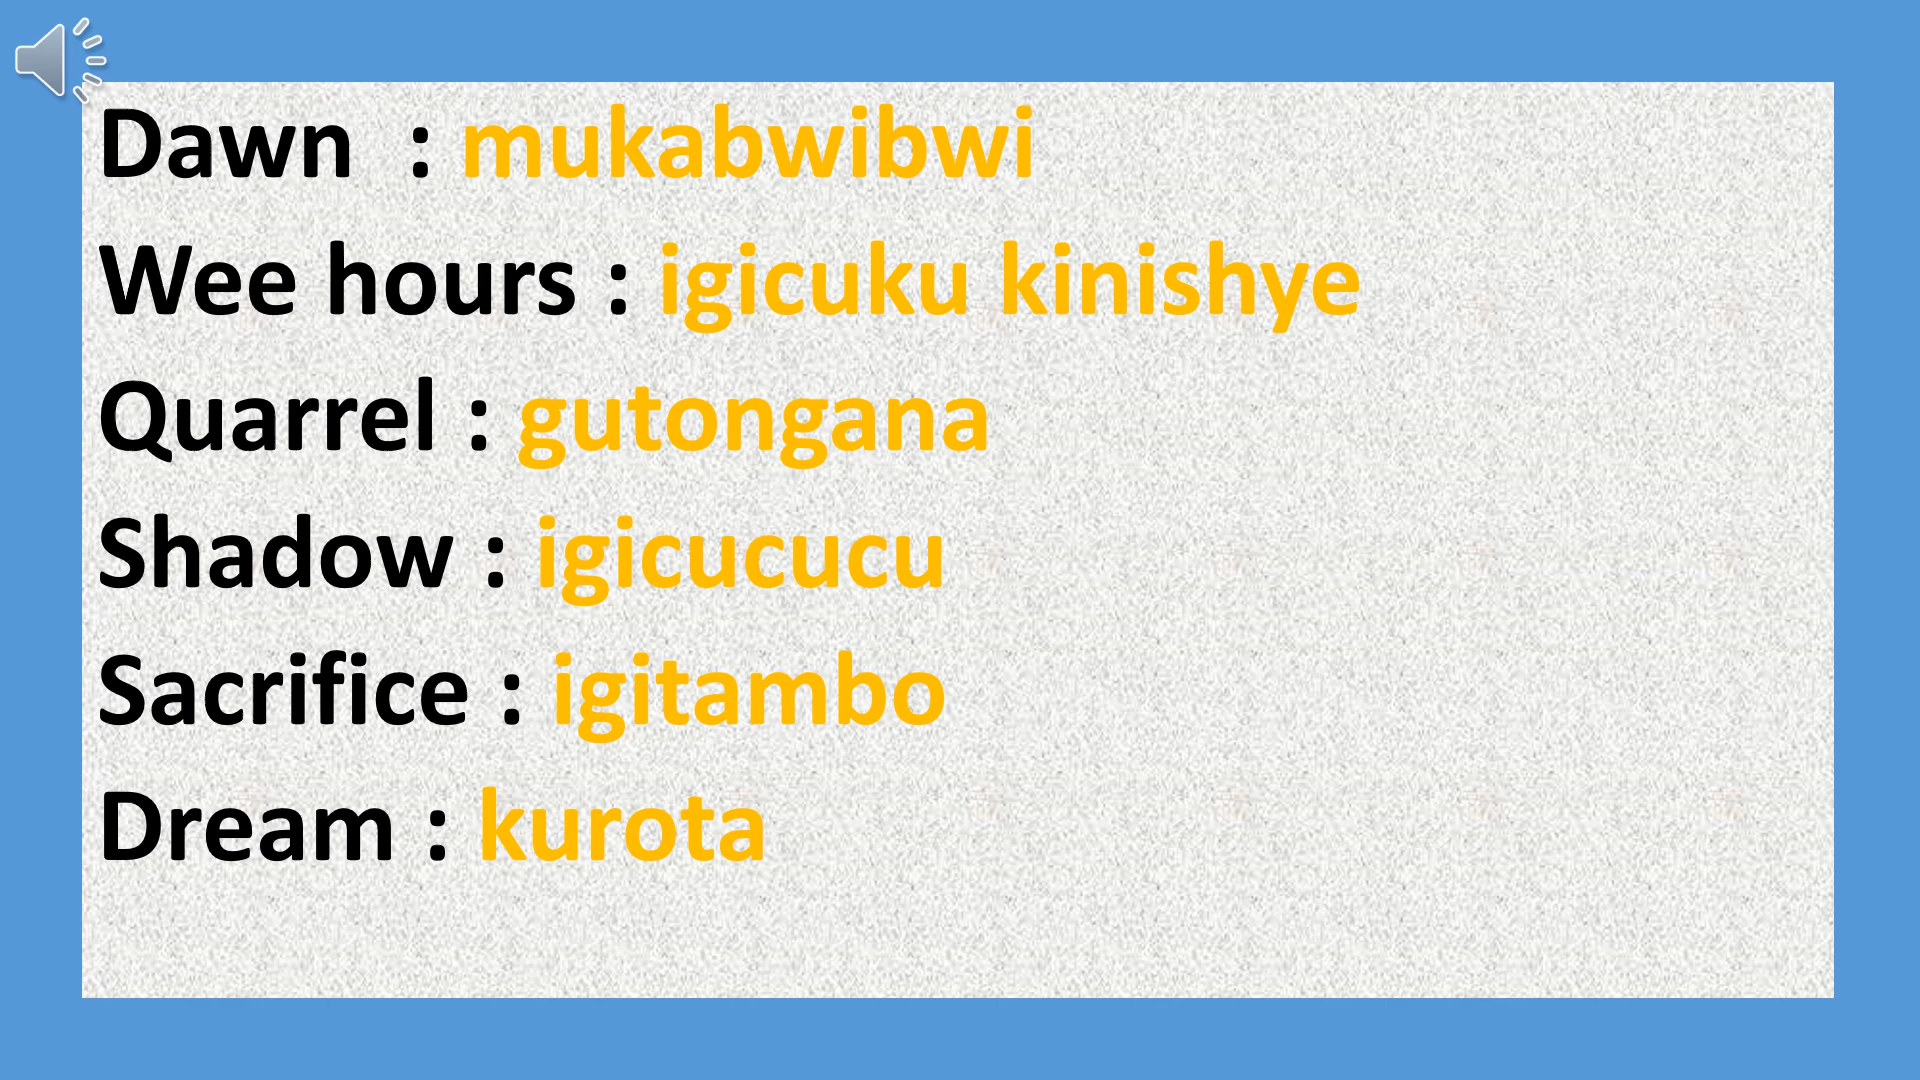 Dawn  : mukabwibwi
Wee hours : igicuku kinishye
Quarrel : gutongana
Shadow : igicucucu
Sacrifice : igitambo
Dream : kurota